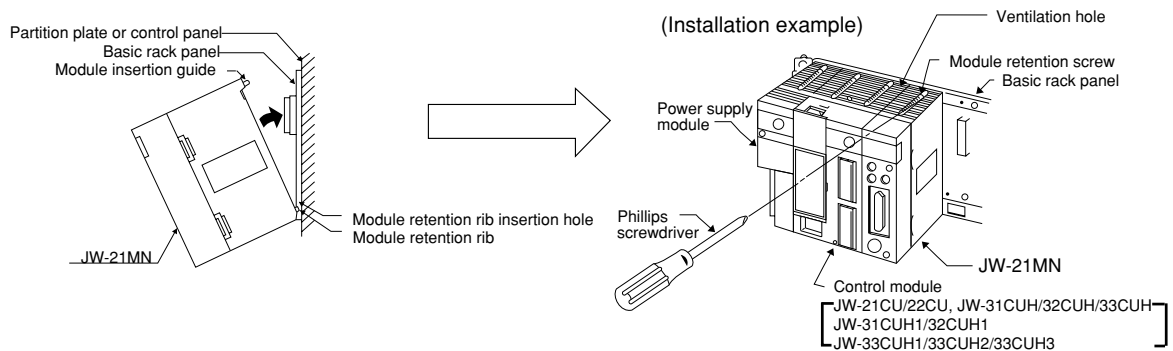 Partition plate or control panel
Basic rack panel
Module insertion guide
JW-21MN
Module retention rib insertion hole
Module retention rib
(Installation example)
Ventilation hole
Module retention screw
Basic rack panel
Power supply
module
Phillips
screwdriver
JW-21MN
Control module
JW-21CU/22CU, JW-31CUH/32CUH/33CUH
JW-31CUH1/32CUH1
JW-33CUH1/33CUH2/33CUH3